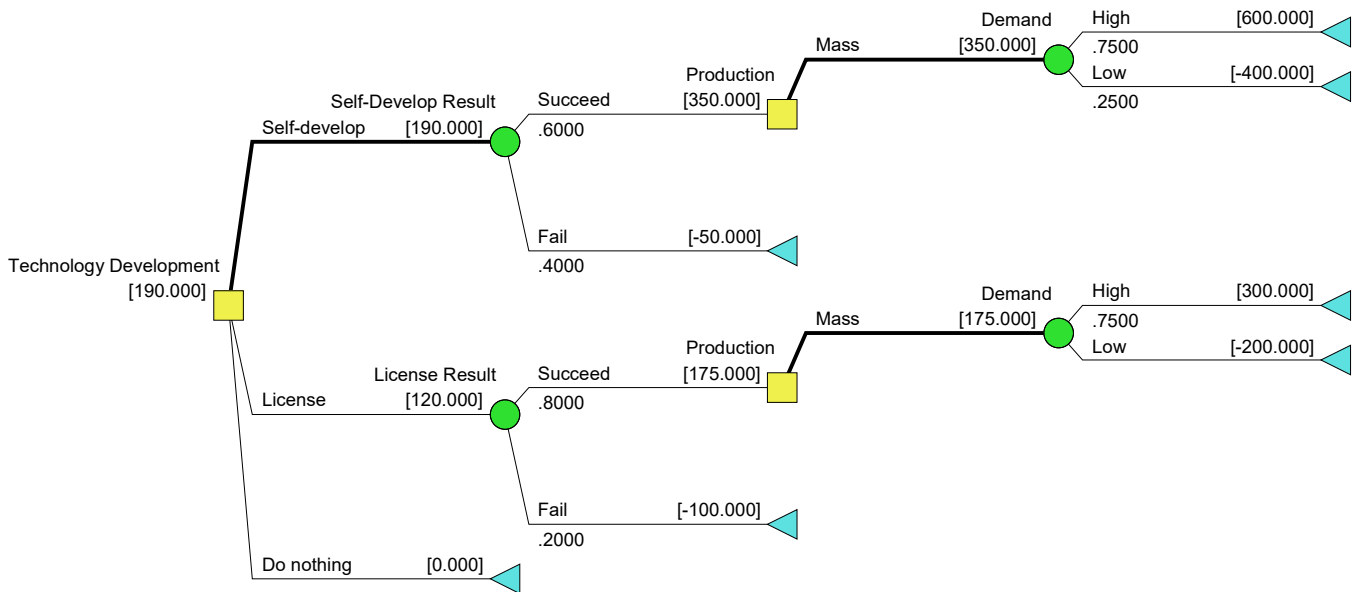 Demand
[350.000]
High
[600.000]
.7500
Low
[-400.000]
.2500
Mass
Production
[350.000]
Self-Develop Result
[190.000]
Succeed
.6000
Self-develop
Fail
[-50.000]
.4000
Technology Development
[190.000]
Demand
[175.000]
High
[300.000]
.7500
Low
[-200.000]
Mass
Production
[175.000]
License Result
[120.000]
Succeed
.8000
License
Fail
[-100.000]
.2000
Do nothing
[0.000]